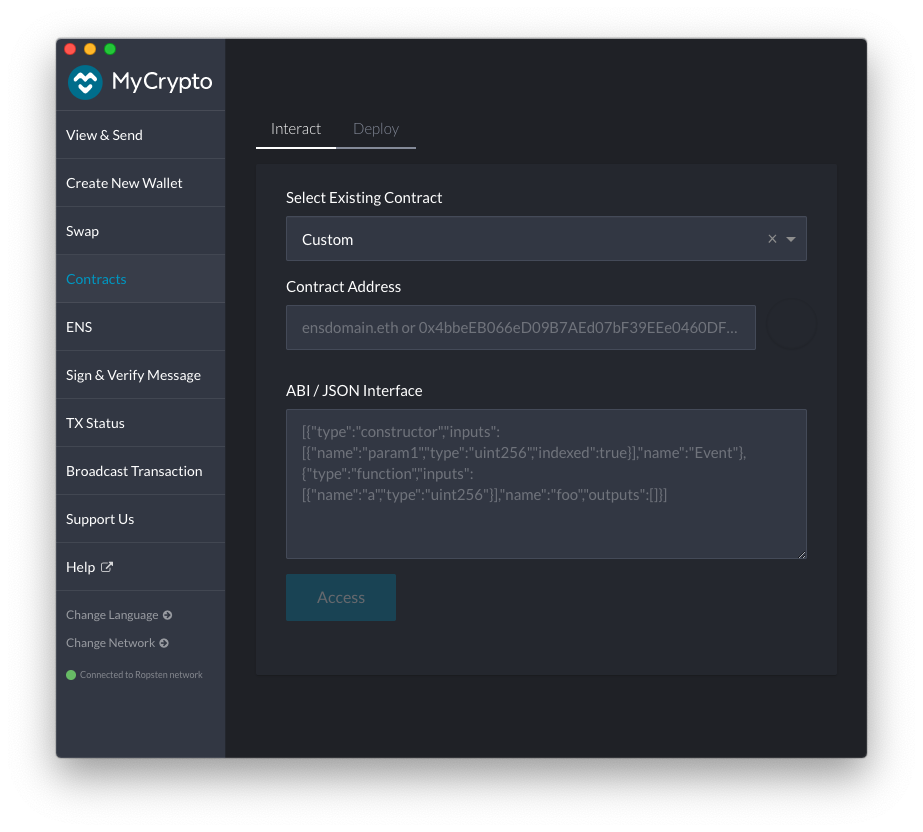 MyCrypto
View & Send
Create New Wallet
Swap
Contracts
ENS
Sign & Verify Message
TX Status
Broadcast Transaction
Support Us
Help
Change Language
Change Network
Connected to Ropsten network
Interact
Deploy
Select Existing Contract
Custom
Contract Address
ensdomain.eth or 0x4bbeEB066eD09B7AEd07bF39EEe0460DF...
ABI / JSON Interface
[{"type":"constructor","inputs":
[{"name":"param1","type":"uint256","indexed":true}],"name":"Event"},
{"type":"function","inputs":
[{"name":"a","type":"uint256"}],"name":"foo","outputs":[]}]
Access